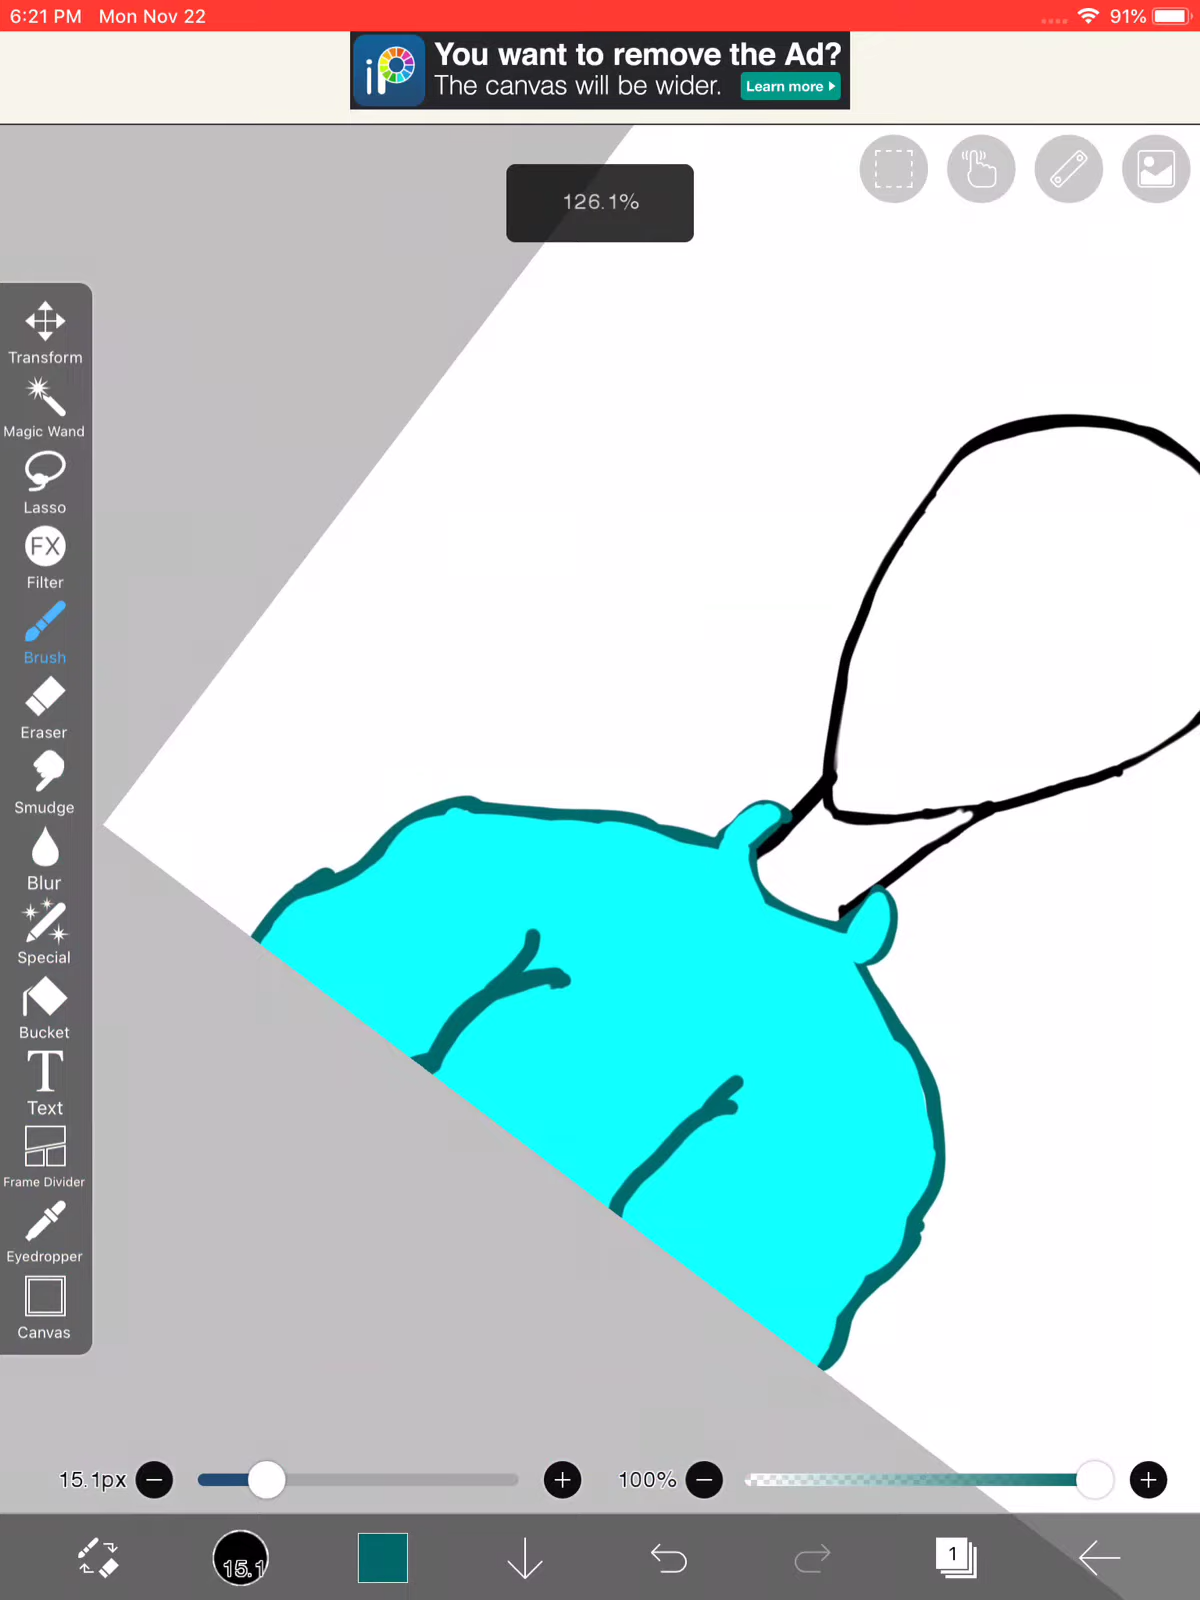 6:21 PM Mon Nov 22
91%
iP
You want to remove the Ad?
The canvas will be wider.
Learn more
126.1%
Transform
Magic Wand
Lasso
FX
Filter
Brush
Eraser
Smudge
Blur
Special
Bucket
T
Text
Frame Divider
Eyedropper
Canvas
15.1px
100%
15.1
1